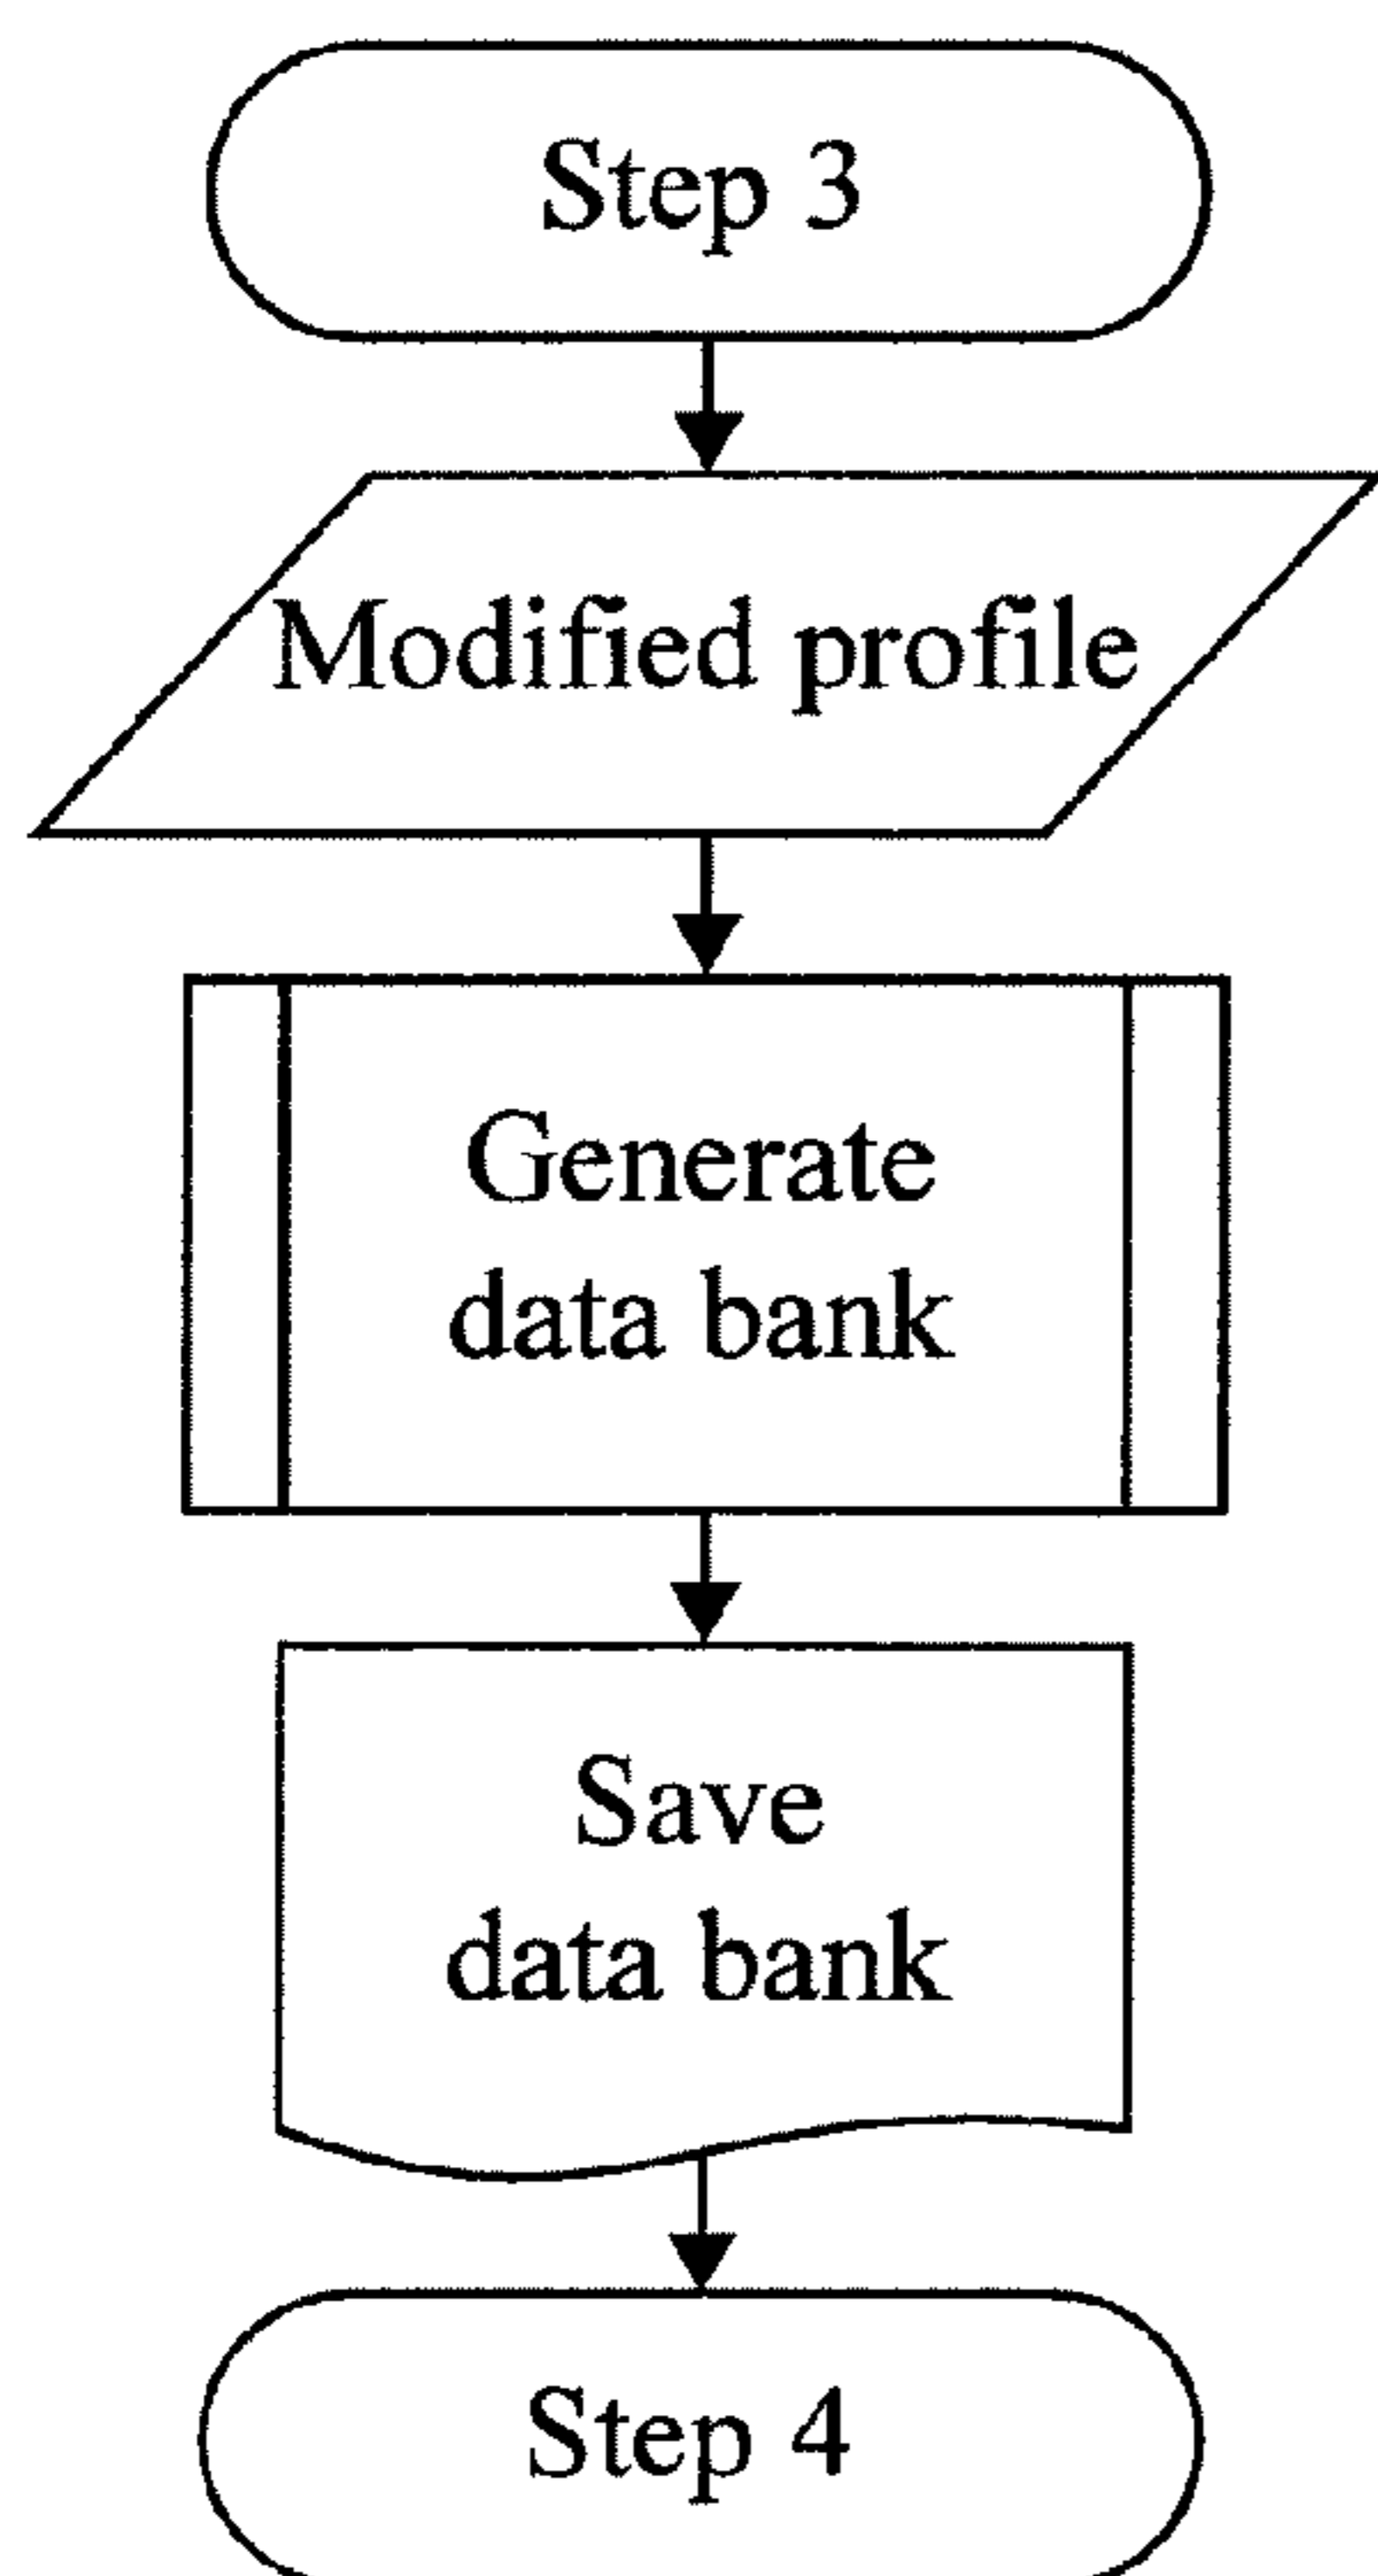 Step 3
Modified profile
Generate
data bank
Save
data bank
Step 4